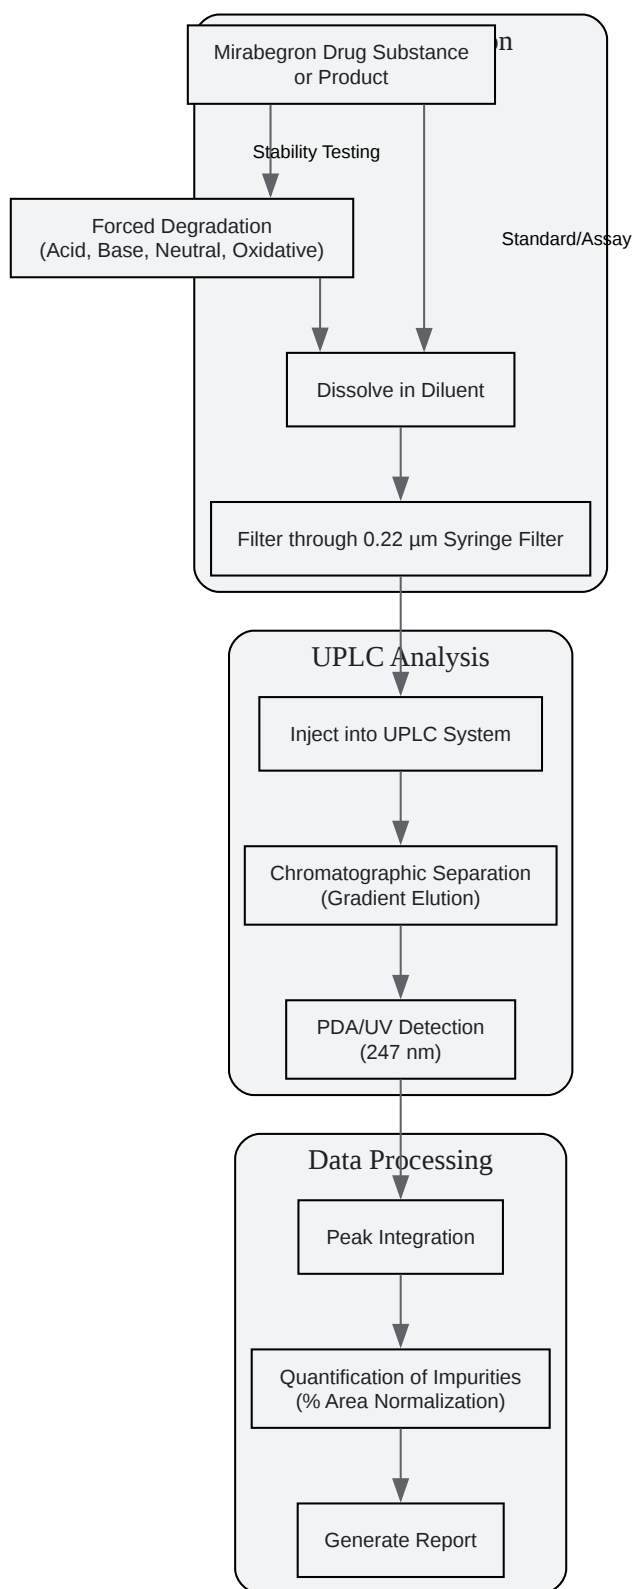 Mirabegron Drug Substance
or Product
Stability Testing
Forced Degradation
(Acid, Base, Neutral, Oxidative)
Standard/Assay
Dissolve in Diluent
Filter through 0.22 µm Syringe Filter
UPLC Analysis
Inject into UPLC System
Chromatographic Separation
(Gradient Elution)
PDA/UV Detection
(247 nm)
Data Processing
Peak Integration
Quantification of Impurities
(% Area Normalization)
Generate Report